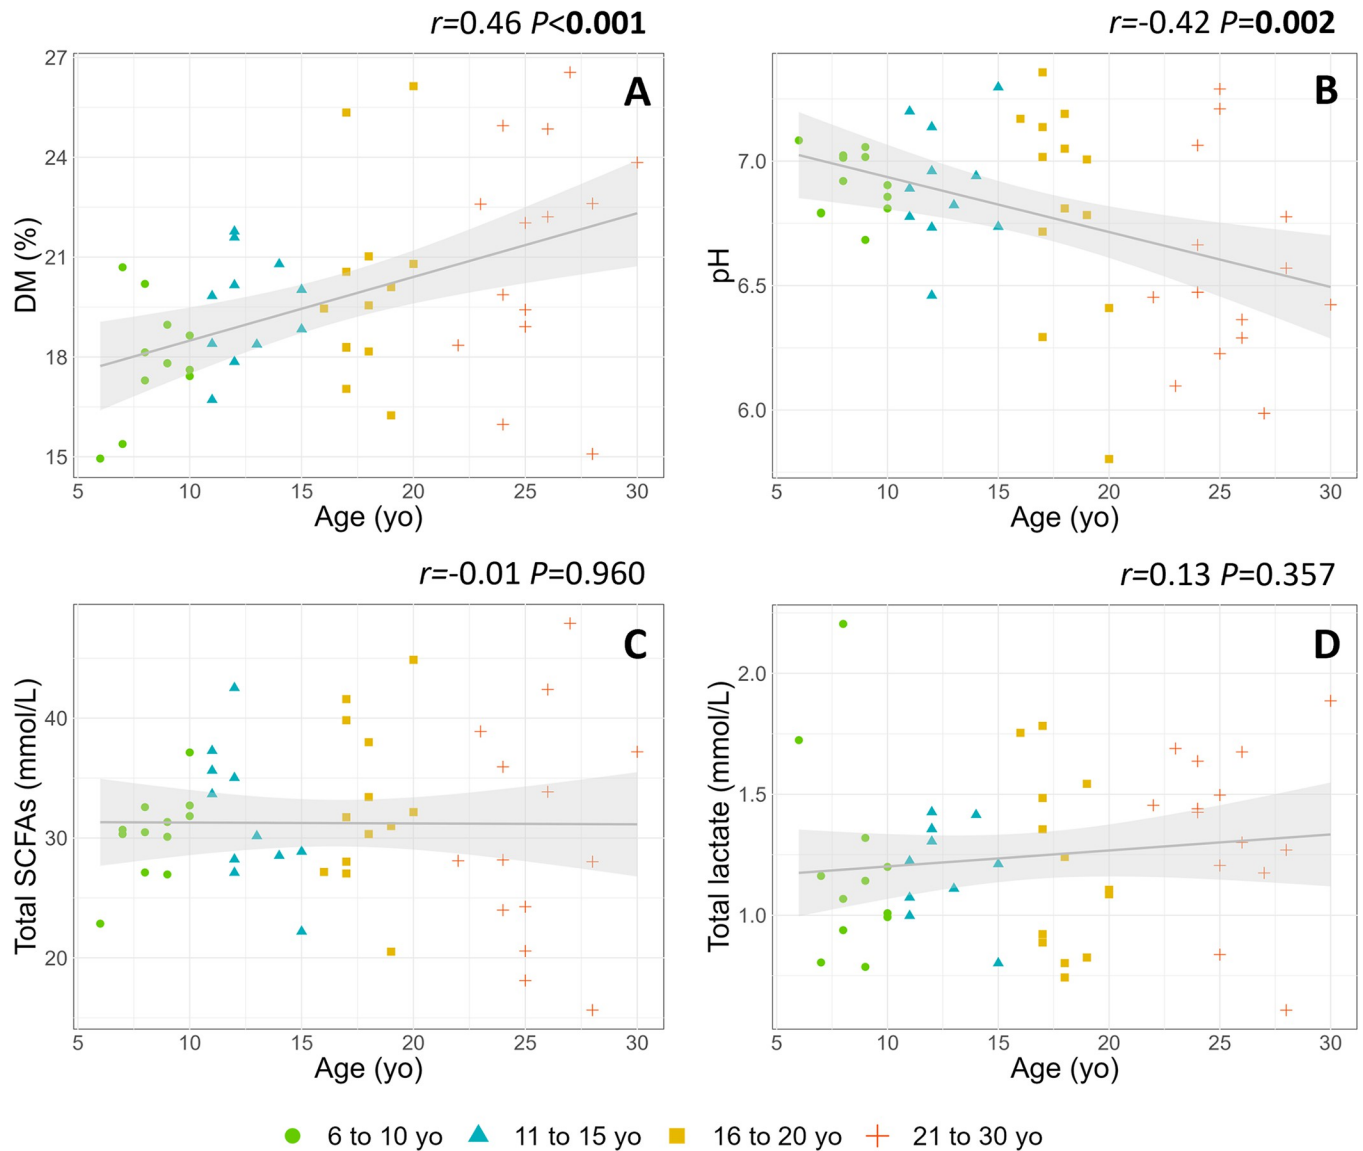 r=0.46 P<0.001
A
DM (%)
27
24
21
18
15
5 10 15 20 25 30
Age (yo)
r=-0.42 P=0.002
B
pH
7.0
6.5
6.0
5 10 15 20 25 30
Age (yo)
r=-0.01 P=0.960
C
Total SCFAs (mmol/L)
40
30
20
5 10 15 20 25 30
Age (yo)
r=0.13 P=0.357
D
Total lactate (mmol/L)
2.0
1.5
1.0
5 10 15 20 25 30
Age (yo)
6 to 10 yo 11 to 15 yo 16 to 20 yo 21 to 30 yo